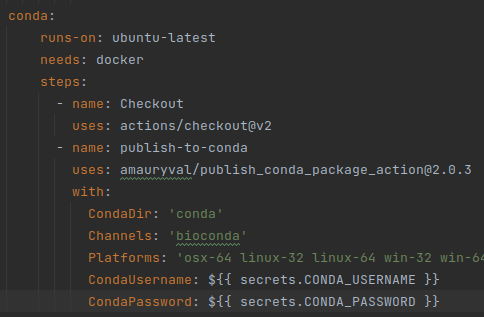 conda:
runs-on: ubuntu-latest
needs: docker
steps:
- name: Checkout
uses: actions/checkout@v2
- name: publish-to-conda
uses: amauryval/publish_conda_package_action@2.0.3
with:
CondaDir: 'conda'
Channels: 'bioconda'
Platforms: 'osx-64 linux-32 linux-64 win-32 win-64
CondaUsername: ${{ secrets.CONDA_USERNAME }}
CondaPassword: ${{ secrets.CONDA_PASSWORD }}